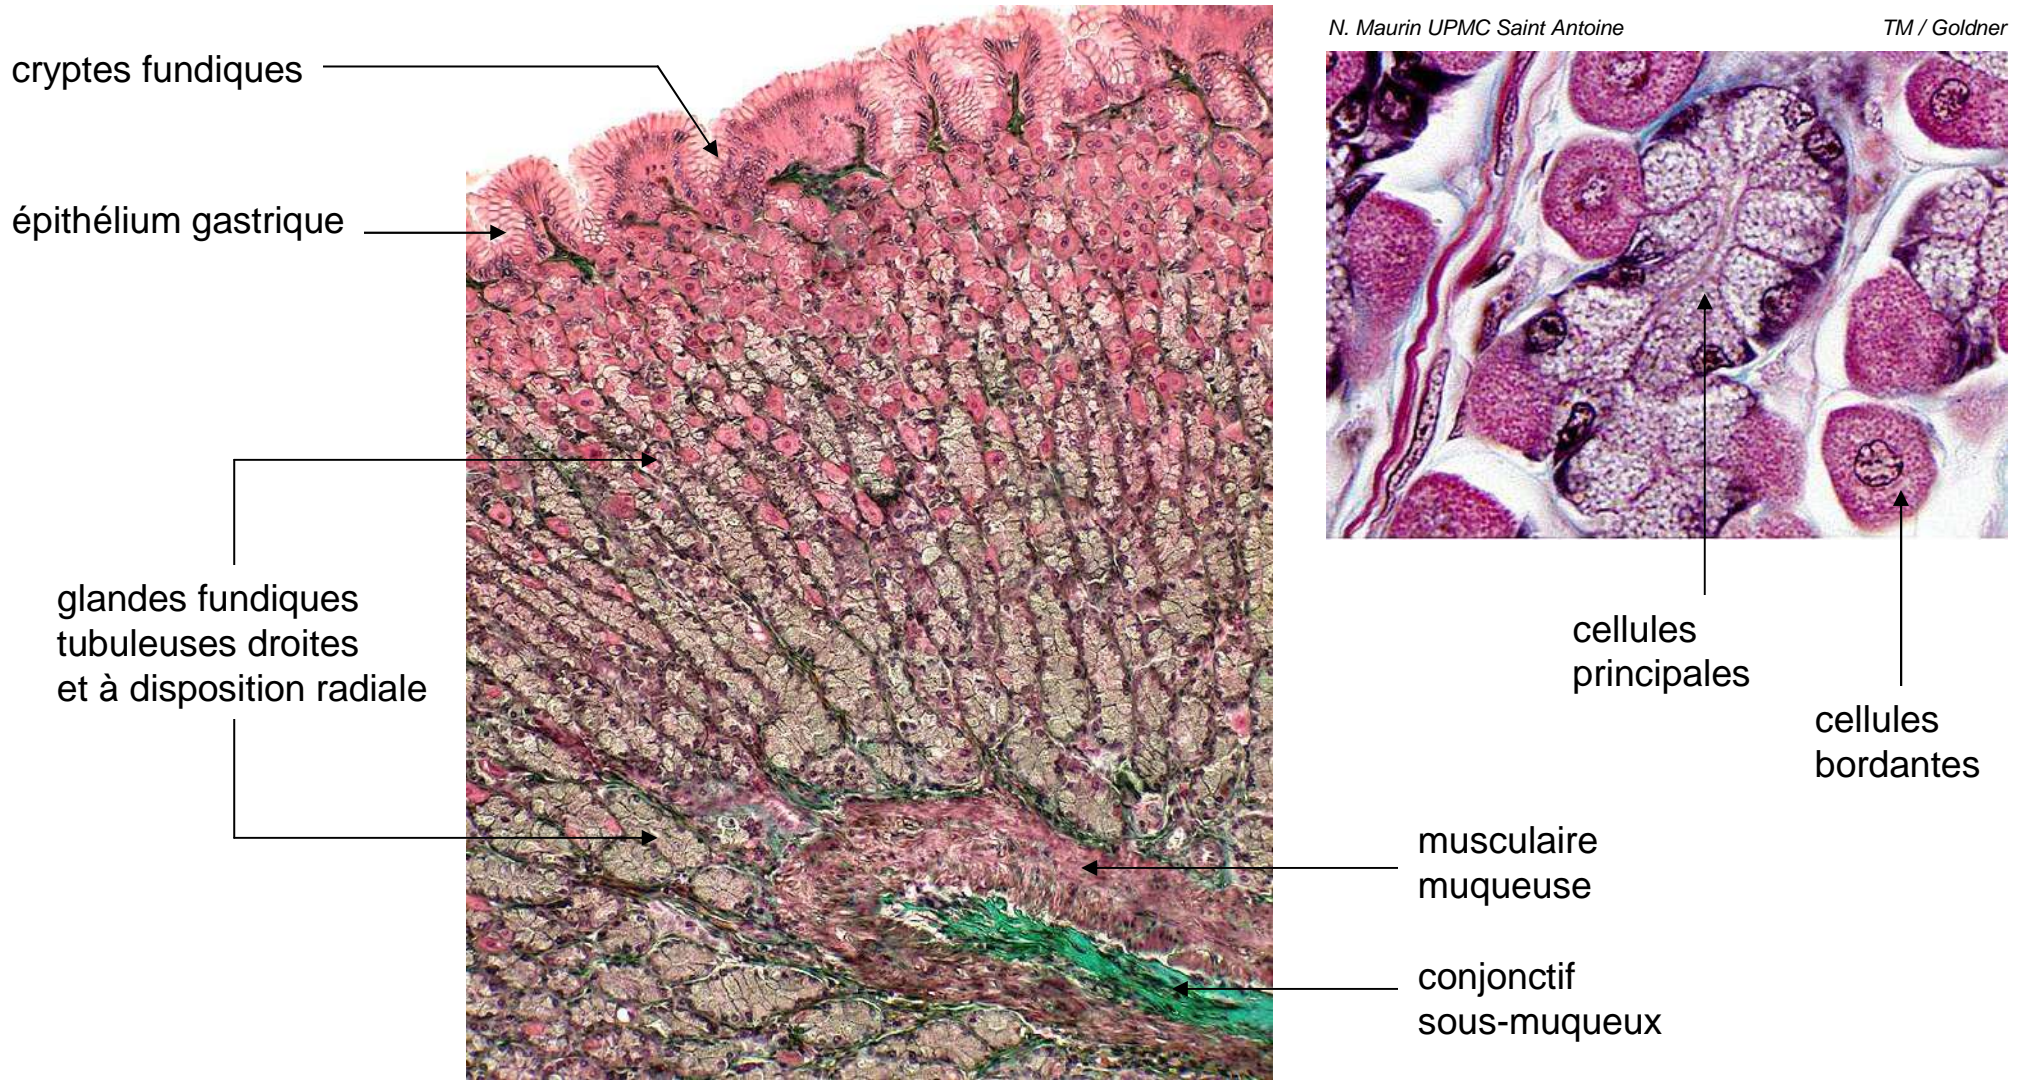 N. Maurin UPMC Saint Antoine
TM / Goldner
cryptes fundiques
épithélium gastrique
glandes fundiques
tubuleuses droites
et à disposition radiale
cellules
principales
cellules
bordantes
musculaire
muqueuse
conjonctif
sous-muqueux